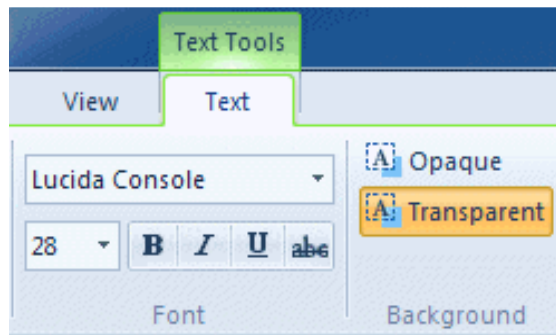 Text Tools
View Text
Lucida Console
28 B I U abc
Font
A Opaque
A Transparent
Background